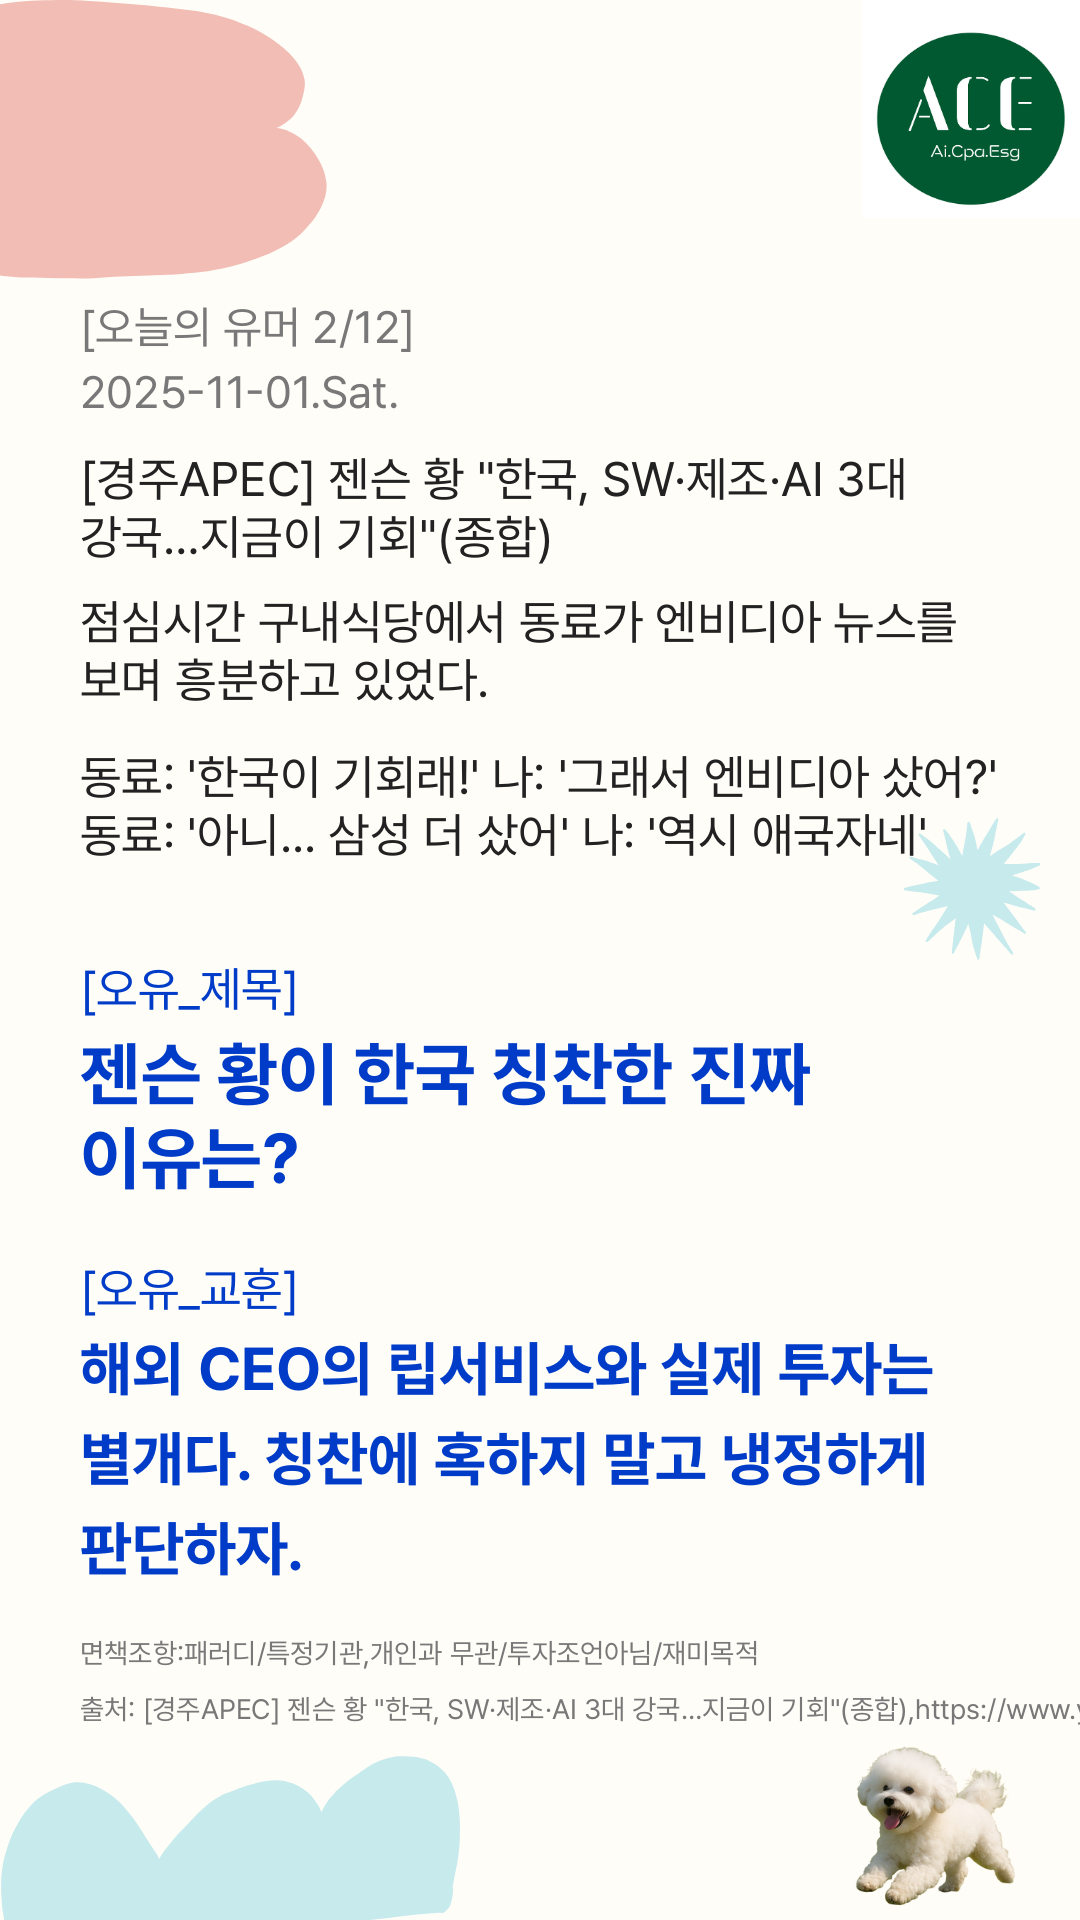 ACE
Ai.Cpa.Esg
[오늘의 유머 2/12]
2025-11-01.Sat.
[경주APEC] 젠슨 황 "한국, SW·제조·AI 3대
강국...지금이 기회"(종합)
점심시간 구내식당에서 동료가 엔비디아 뉴스를
보며 흥분하고 있었다.
동료: '한국이 기회래!' 나: '그래서 엔비디아 샀어?'
동료: '아니... 삼성 더 샀어' 나: '역시 애국자네'
[오유_제목]
젠슨 황이 한국 칭찬한 진짜
이유는?
[오유_교훈]
해외 CEO의 립서비스와 실제 투자는
별개다. 칭찬에 혹하지 말고 냉정하게
판단하자.
면책조항:패러디/특정기관,개인과 무관/투자조언아님/재미목적
출처: [경주APEC] 젠슨 황 "한국, SW·제조·AI 3대 강국...지금이 기회"(종합),https://www.